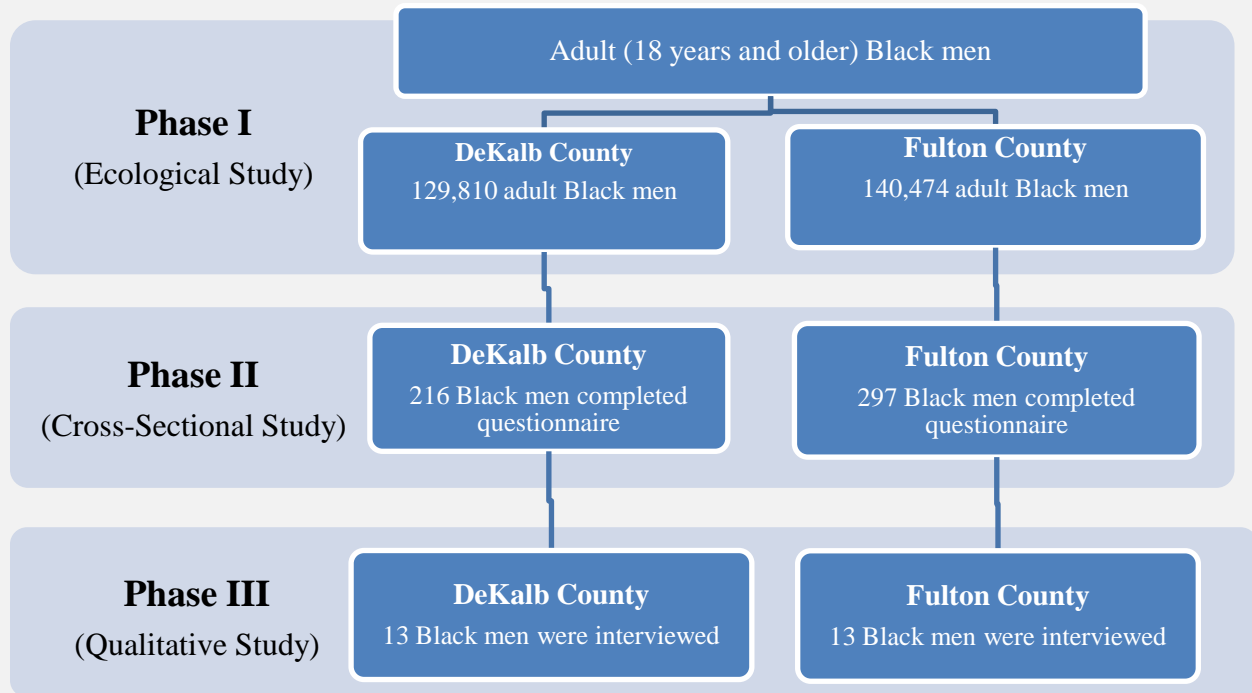 Adult (18 years and older) Black men
Phase I
(Ecological Study)
DeKalb County
129,810 adult Black men
Fulton County
140,474 adult Black men
Phase II
(Cross-Sectional Study)
DeKalb County
216 Black men completed
questionnaire
Fulton County
297 Black men completed
questionnaire
Phase III
(Qualitative Study)
DeKalb County
13 Black men were interviewed
Fulton County
13 Black men were interviewed